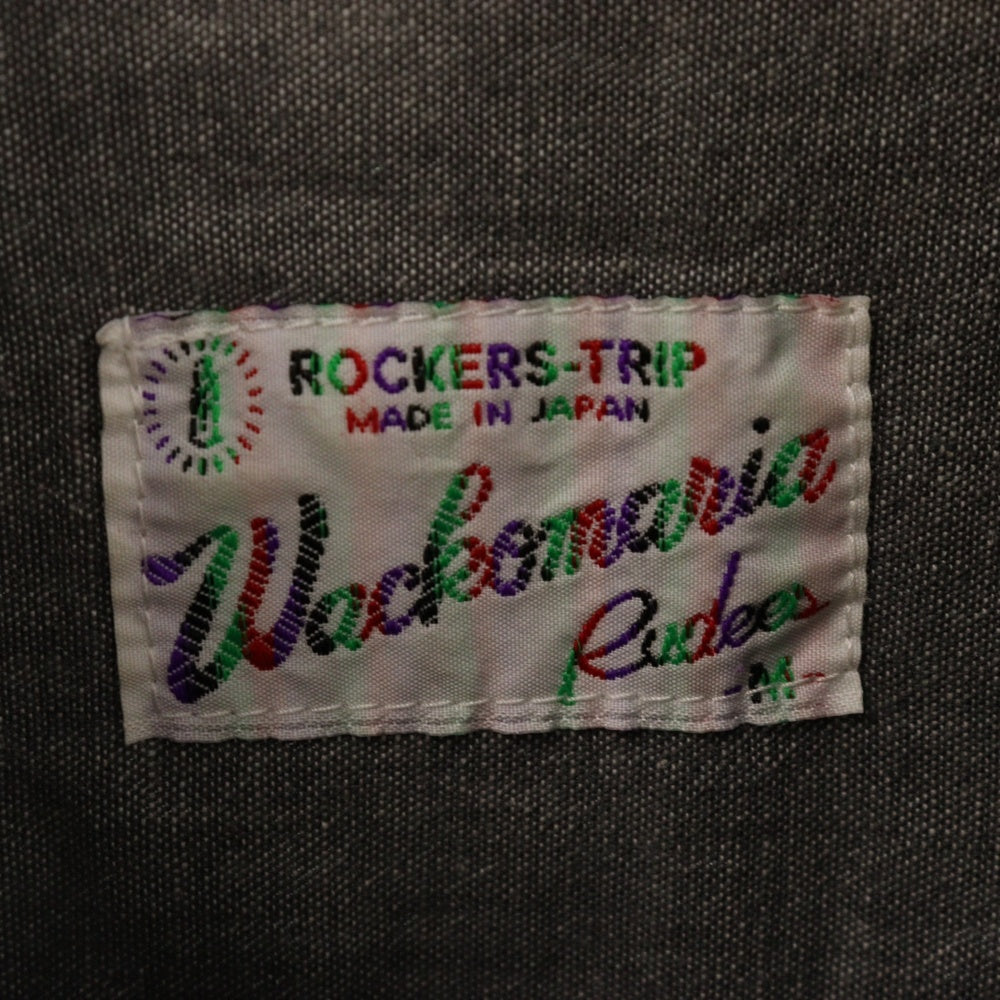 ROCKERS-TRIP
MADE IN JAPAN
Wackomaria
Rudees
-M-